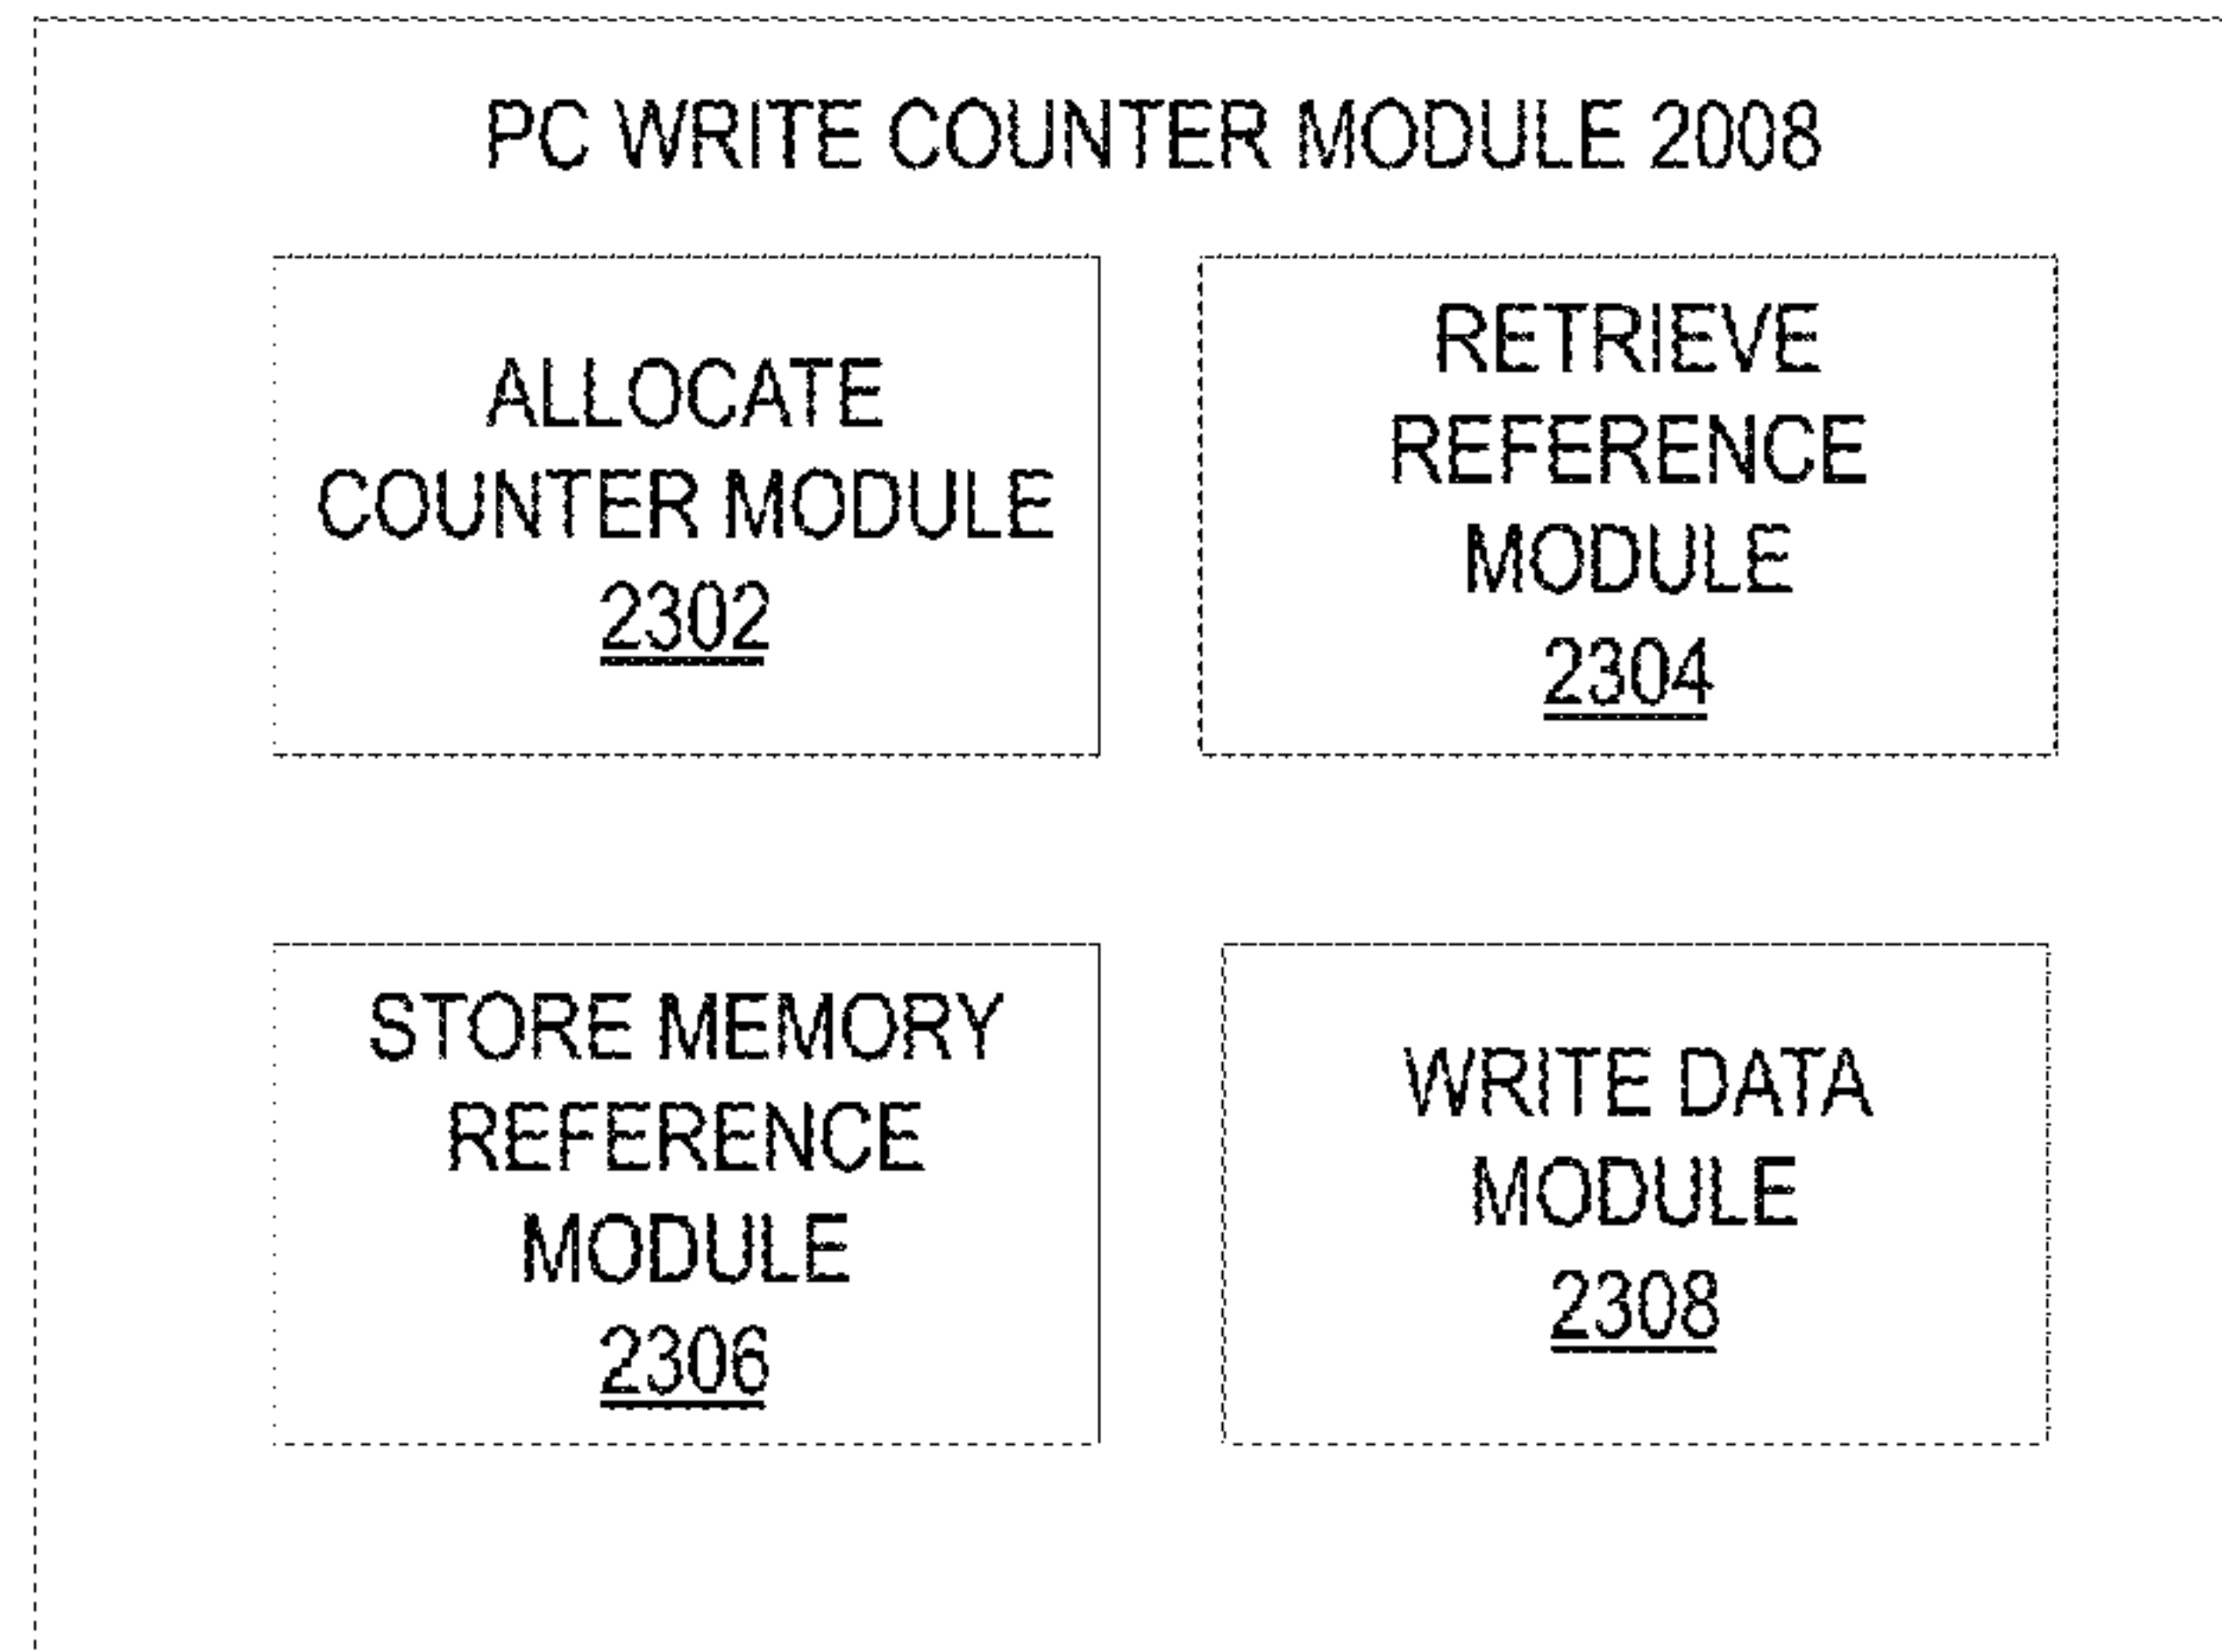 PC WRITE COUNTER MODULE 2008
ALLOCATE
COUNTER MODULE
2302
RETRIEVE
REFERENCE
MODULE
2304
STORE MEMORY
REFERENCE
MODULE
2306
WRITE DATA
MODULE
2308